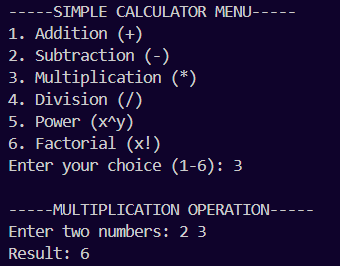 -----SIMPLE CALCULATOR MENU-----
1. Addition (+)
2. Subtraction (-)
3. Multiplication (*)
4. Division (/)
5. Power (x^y)
6. Factorial (x!)
Enter your choice (1-6): 3

-----MULTIPLICATION OPERATION-----
Enter two numbers: 2 3
Result: 6